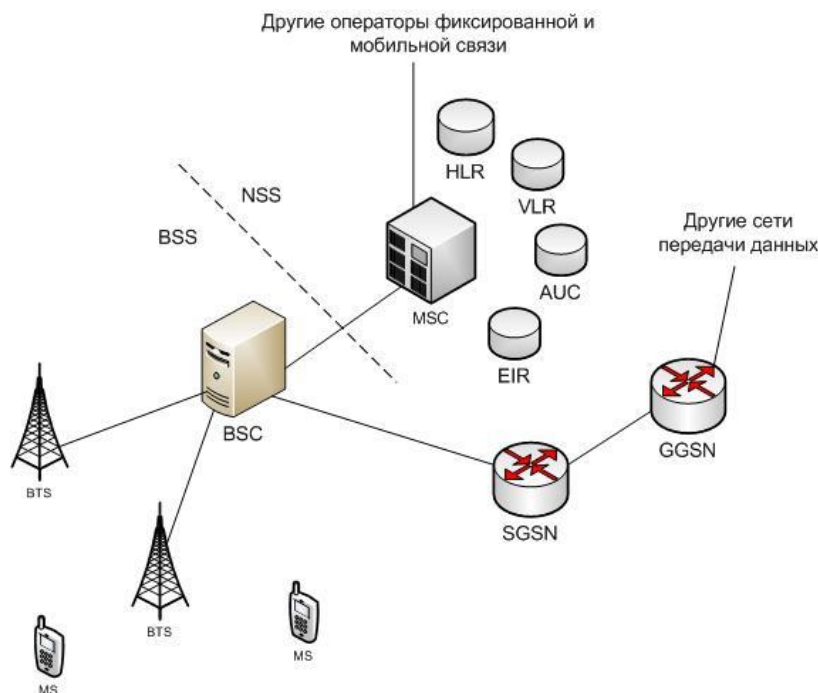 Другие операторы фиксированной и
мобильной связи
HLR
VLR
NSS
BSS
Другие сети
передачи данных
AUC
MSC
EIR
BSC
GGSN
BTS
SGSN
BTS
MS
MS